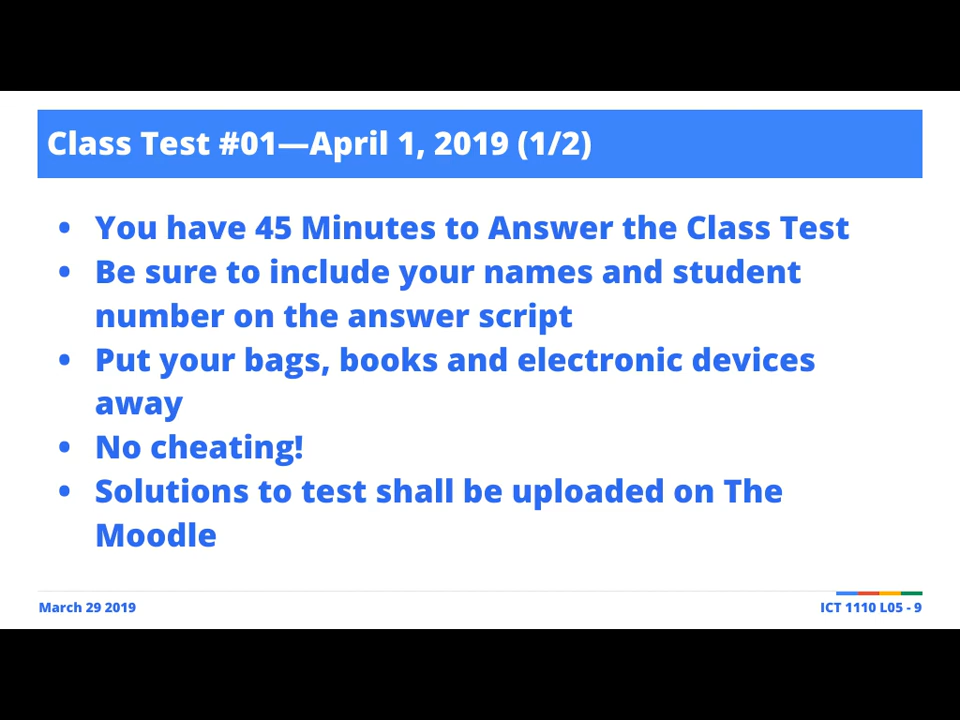 Class Test #01—April 1, 2019 (1/2)
• You have 45 Minutes to Answer the Class Test
• Be sure to include your names and student
number on the answer script
• Put your bags, books and electronic devices
away
• No cheating!
• Solutions to test shall be uploaded on The
Moodle
March 29 2019
ICT 1110 L05 - 9